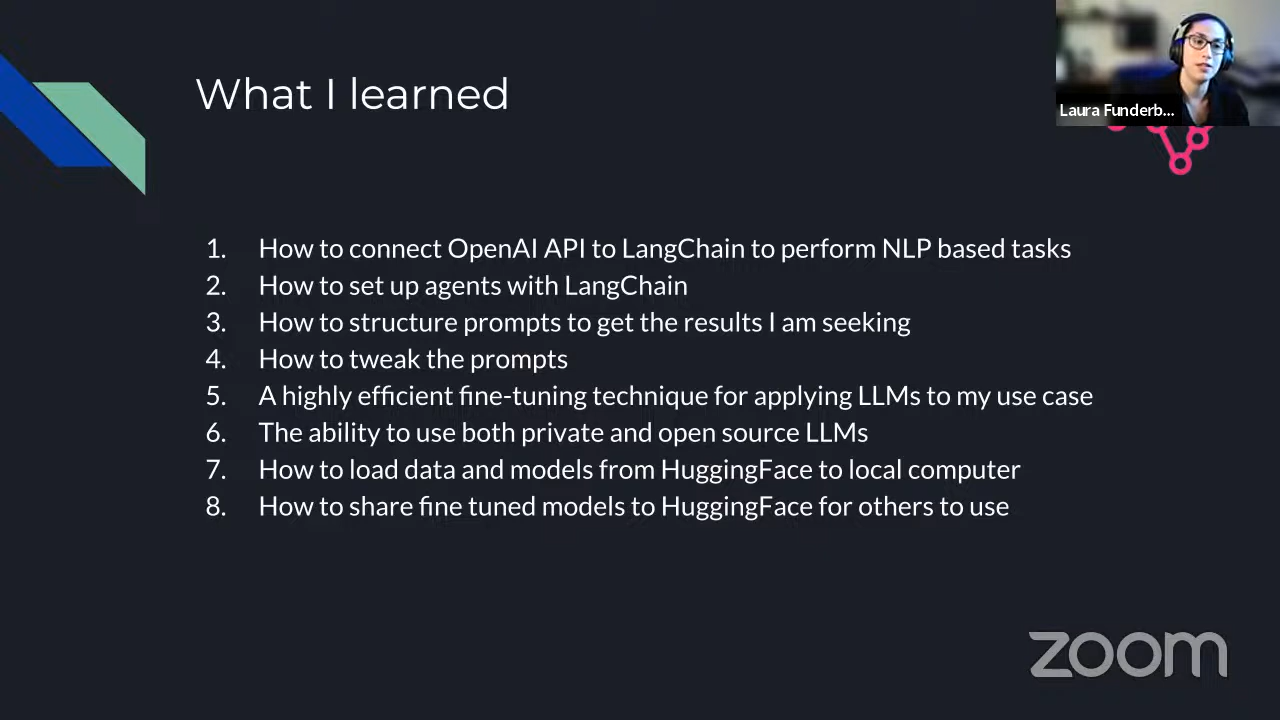 What I learned
Laura Funderb...
1. How to connect OpenAI API to LangChain to perform NLP based tasks
2. How to set up agents with LangChain
3. How to structure prompts to get the results I am seeking
4. How to tweak the prompts
5. A highly efficient fine-tuning technique for applying LLMs to my use case
6. The ability to use both private and open source LLMs
7. How to load data and models from HuggingFace to local computer
8. How to share fine tuned models to HuggingFace for others to use
zoom